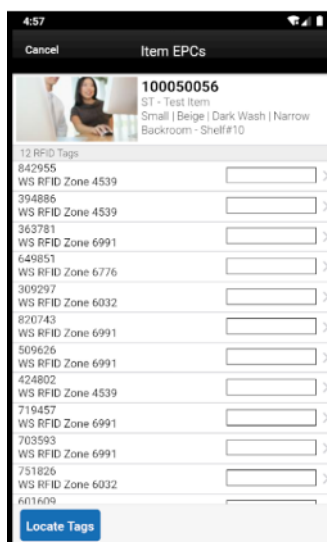 4:57
Cancel
Item EPCs
100050056
ST - Test Item
Small | Beige | Dark Wash | Narrow
Backroom - Shelf#10
12 RFID Tags
842955
WS RFID Zone 4539
394886
WS RFID Zone 4539
363781
WS RFID Zone 6991
649851
WS RFID Zone 6776
309297
WS RFID Zone 6032
820743
WS RFID Zone 6991
509626
WS RFID Zone 6991
424802
WS RFID Zone 4539
719457
WS RFID Zone 6991
703593
WS RFID Zone 6991
751826
WS RFID Zone 6032
601609
Locate Tags